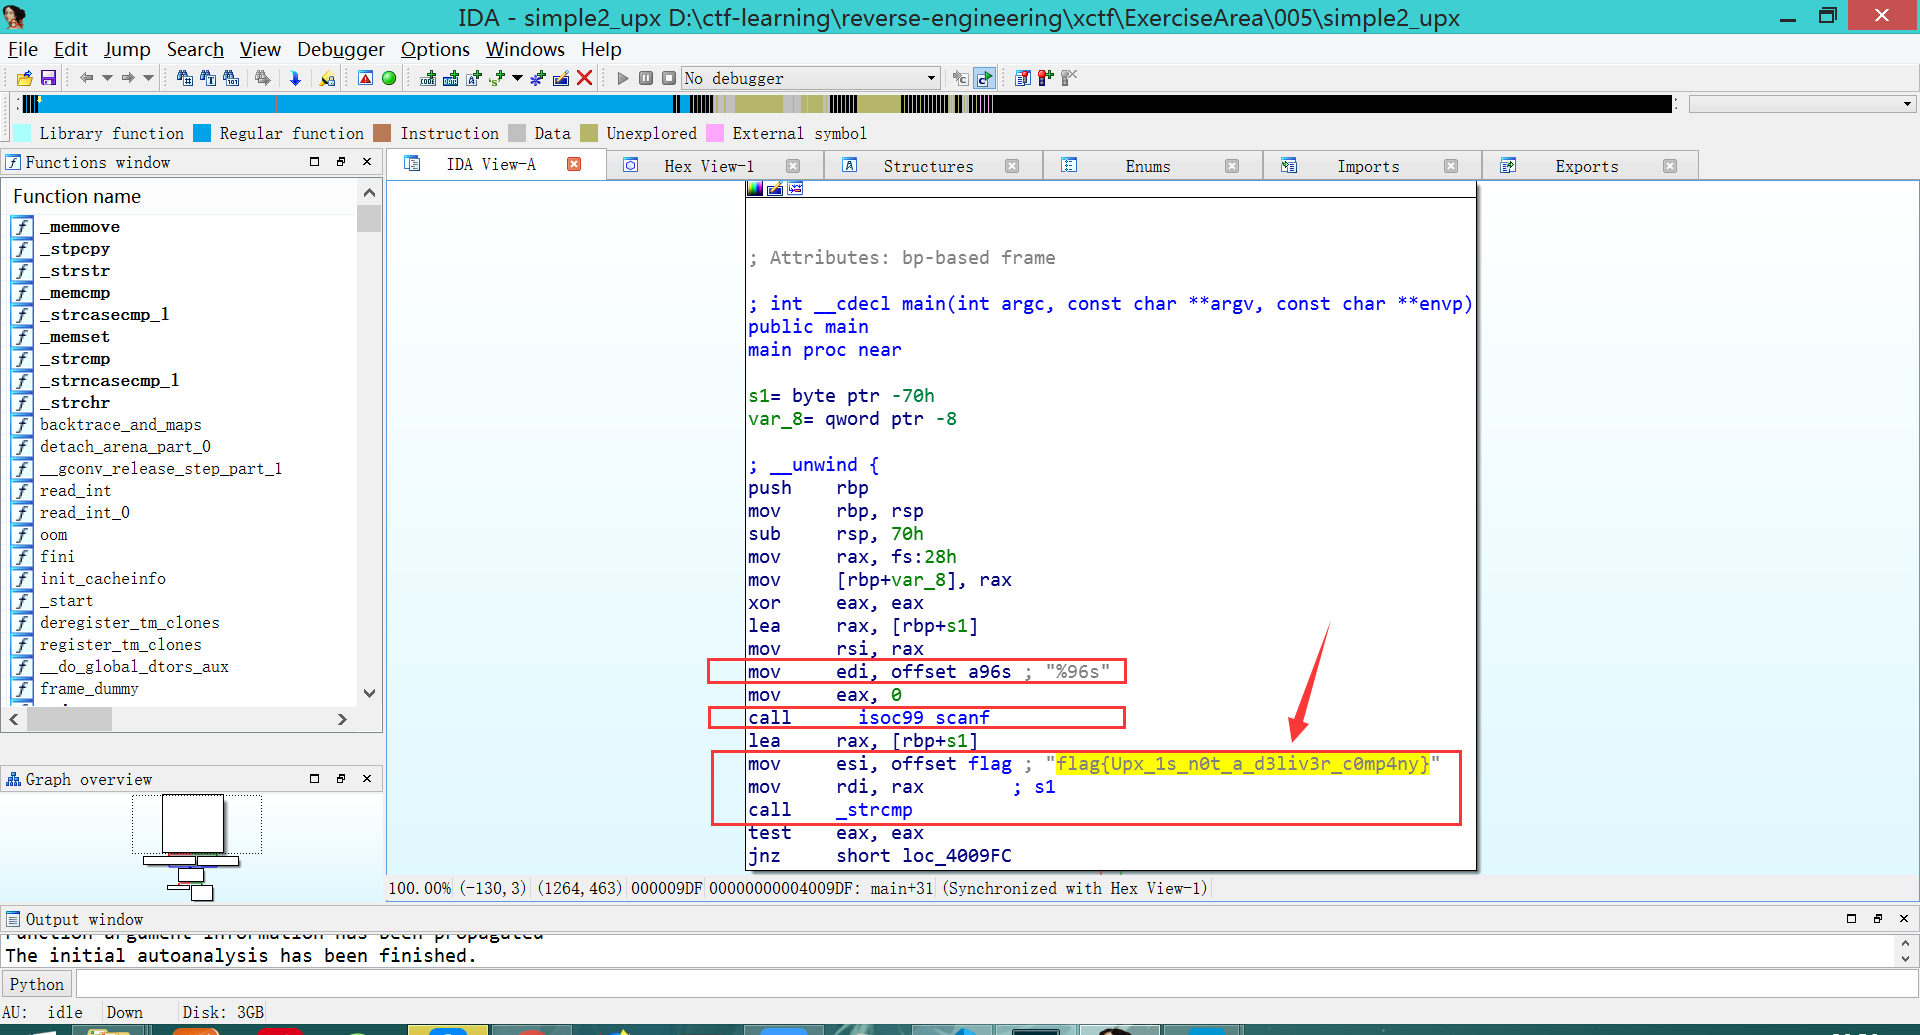 IDA - simple2_upx D:\ctf-learning\reverse-engineering\xctf\ExerciseArea\005\simple2_upx
File Edit Jump Search View Debugger Options Windows Help
No debugger
Library function Regular function Instruction Data Unexplored External symbol
Functions window
IDA View-A
Hex View-1
Structures
Enums
Imports
Exports
Function name
_memmove
_stpcpy
_strstr
_memcmp
_strcasecmp_l
_memset
_strcmp
_strncasecmp_l
_strchr
backtrace_and_maps
detach_arena_part_0
__gconv_release_step_part_1
read_int
read_int_0
oom
fini
init_cacheinfo
_start
deregister_tm_clones
register_tm_clones
__do_global_dtors_aux
frame_dummy
Graph overview
; Attributes: bp-based frame
; int __cdecl main(int argc, const char **argv, const char **envp)
public main
main proc near
s1= byte ptr -70h
var_8= qword ptr -8
; __unwind {
push rbp
mov rbp, rsp
sub rsp, 70h
mov rax, fs:28h
mov [rbp+var_8], rax
xor eax, eax
lea rax, [rbp+s1]
mov rsi, rax
mov edi, offset a96s ; "%96s"
mov eax, 0
call isoc99 scanf
lea rax, [rbp+s1]
mov esi, offset flag ; "flag{Upx_1s_n0t_a_d3liv3r_c0mp4ny}"
mov rdi, rax ; s1
call _strcmp
test eax, eax
jnz short loc_4009FC
100.00% (-130,3) (1264,463) 000009DF 00000000004009DF: main+31 (Synchronized with Hex View-1)
Output window
Function argument information has been propagated
The initial autoanalysis has been finished.
Python
AU: idle Down Disk: 3GB